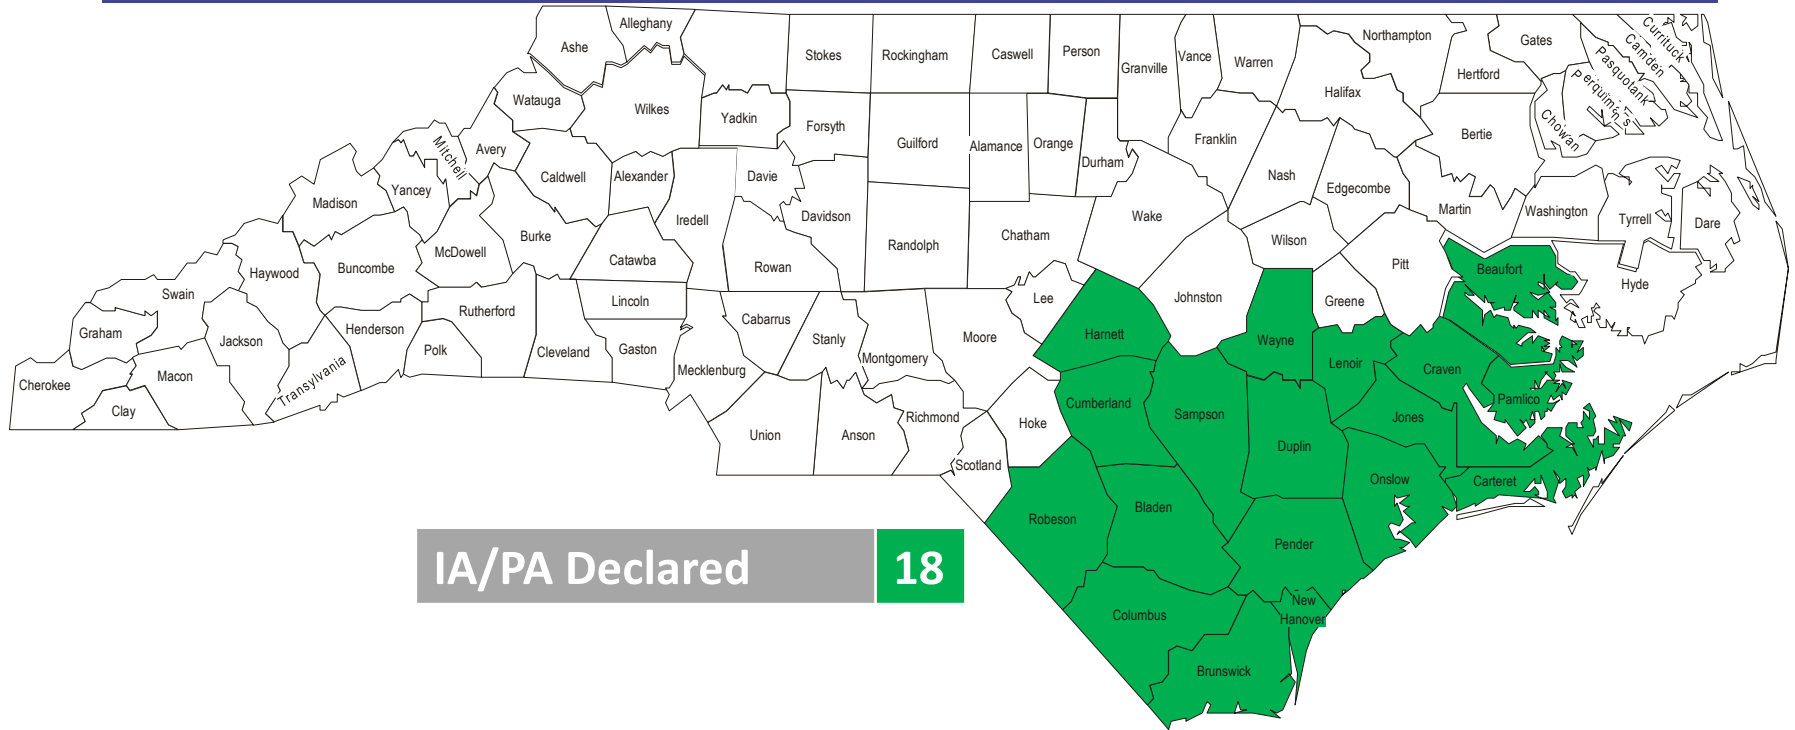 Alleghany
Ashe
Stokes
Rockingham
Caswell
Person
Granville
Vance
Warren
Northampton
Gates
Currituck
Camden
Pasquotank
Perquimans
Hertford
Halifax
Watauga
Wilkes
Yadkin
Forsyth
Guilford
Alamance
Orange
Durham
Franklin
Bertie
Chowan
Mitchell
Avery
Caldwell
Alexander
Davie
Nash
Edgecombe
Yancey
Madison
Iredell
Davidson
Wake
Martin
Washington
Tyrrell
Dare
McDowell
Burke
Catawba
Rowan
Randolph
Chatham
Wilson
Pitt
Beaufort
Haywood
Buncombe
Swain
Lincoln
Lee
Johnston
Greene
Hyde
Graham
Jackson
Henderson
Rutherford
Cabarrus
Stanly
Moore
Harnett
Wayne
Polk
Cleveland
Gaston
Mecklenburg
Montgomery
Lenoir
Craven
Cherokee
Macon
Transylvania
Clay
Richmond
Cumberland
Sampson
Jones
Pamlico
Union
Anson
Hoke
Duplin
Scotland
Onslow
Carteret
Robeson
Bladen
Pender
IA/PA Declared 18
Columbus
New
Hanover
Brunswick